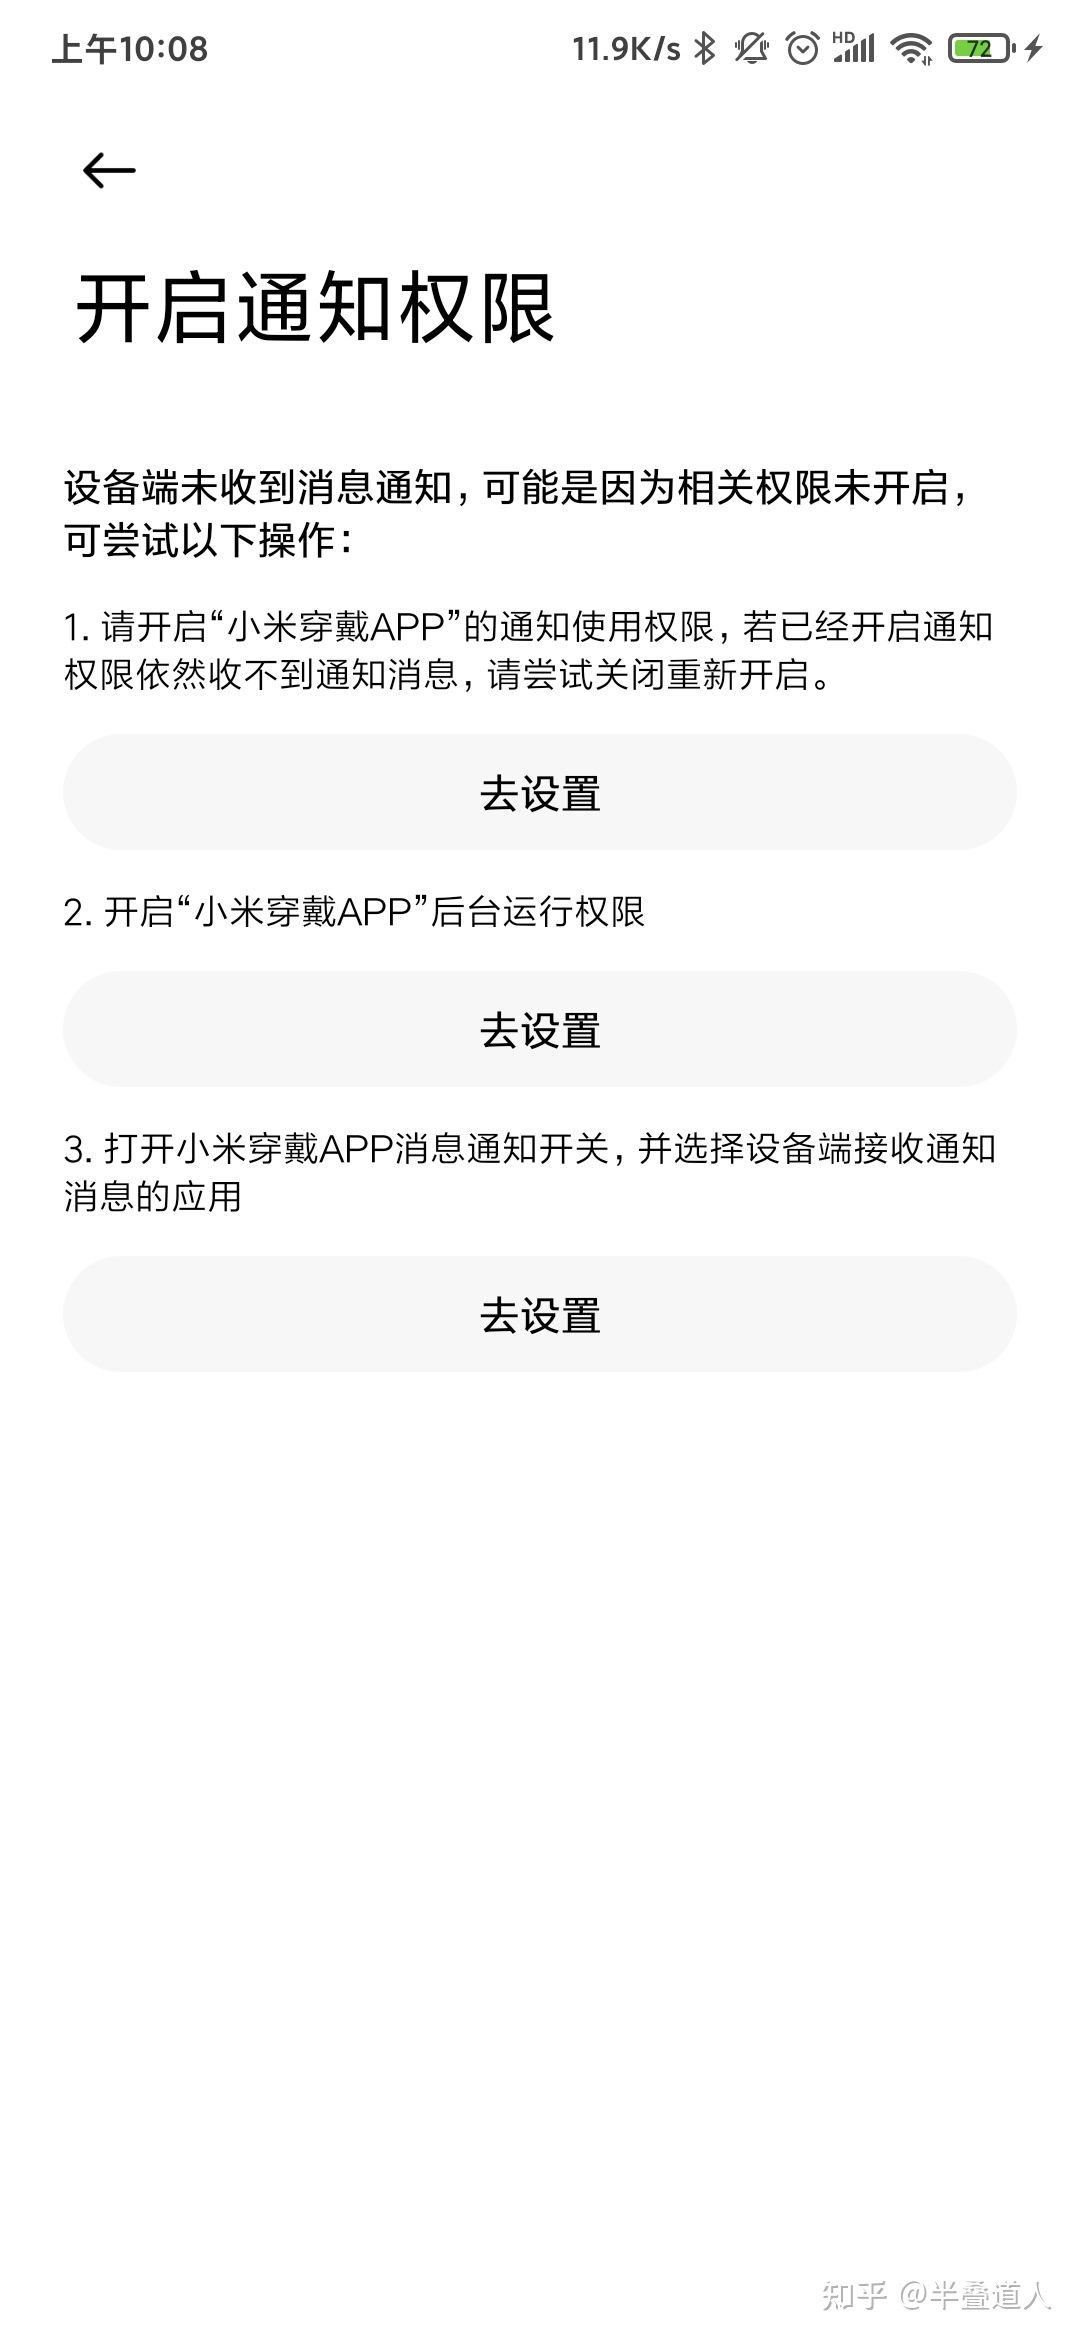 上午10:08
11.9K/s
HD
72
开启通知权限
设备端未收到消息通知，可能是因为相关权限未开启，
可尝试以下操作：
1. 请开启“小米穿戴APP”的通知使用权限，若已经开启通知
权限依然收不到通知消息，请尝试关闭重新开启。
去设置
2. 开启“小米穿戴APP”后台运行权限
去设置
3. 打开小米穿戴APP消息通知开关，并选择设备端接收通知
消息的应用
去设置
知乎 @半叠道人